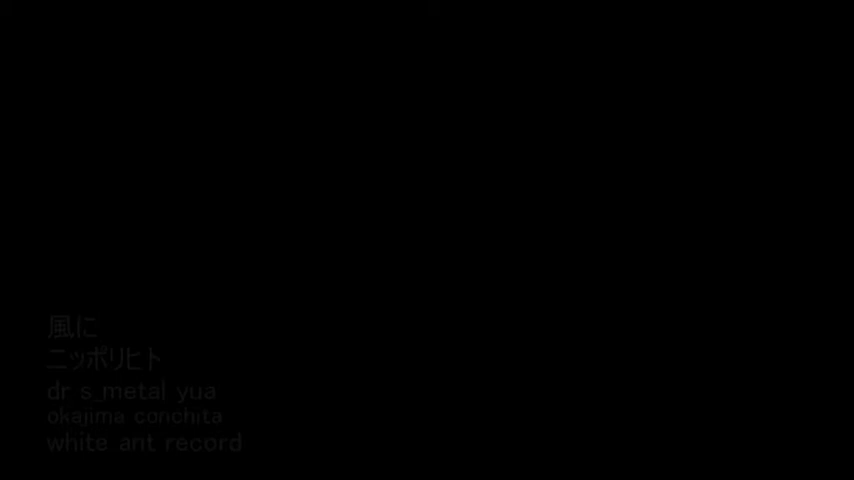 風に
ニッポリヒト
dr s_metal yua
okajima conchita
white ant record